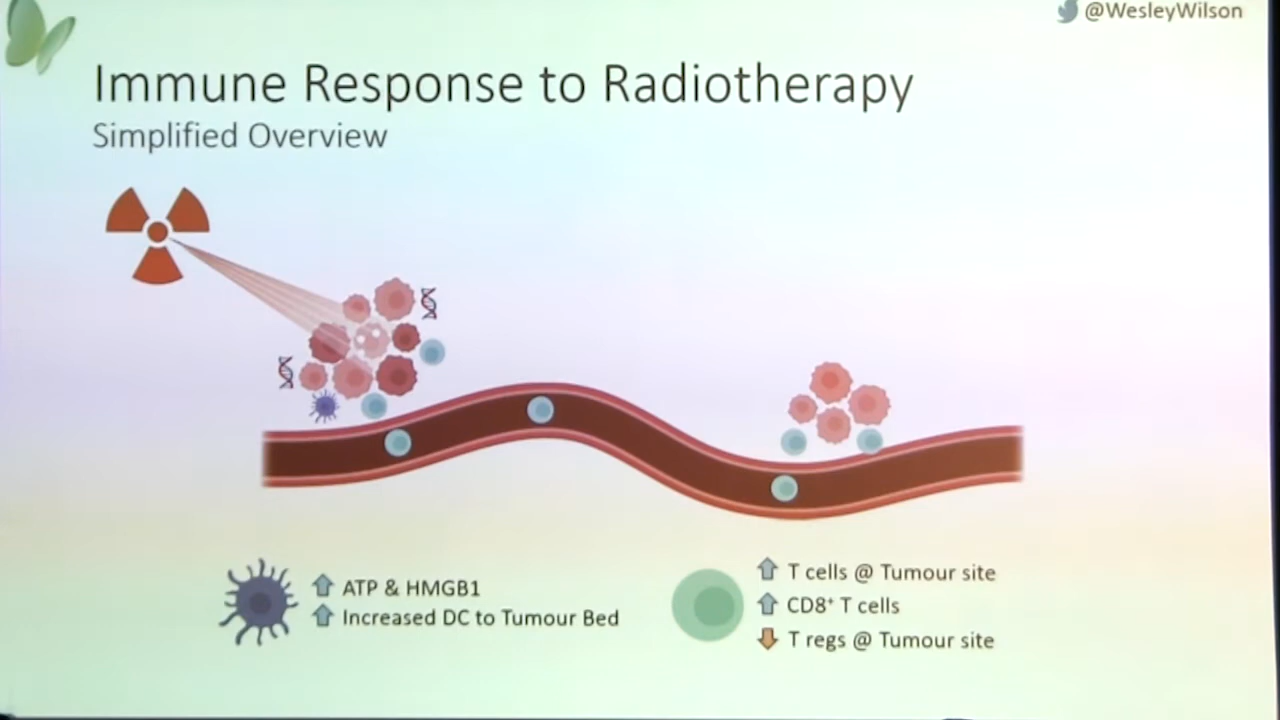 @WesleyWilson
Immune Response to Radiotherapy
Simplified Overview
ATP & HMGB1
Increased DC to Tumour Bed
T cells @ Tumour site
CD8⁺ T cells
T regs @ Tumour site